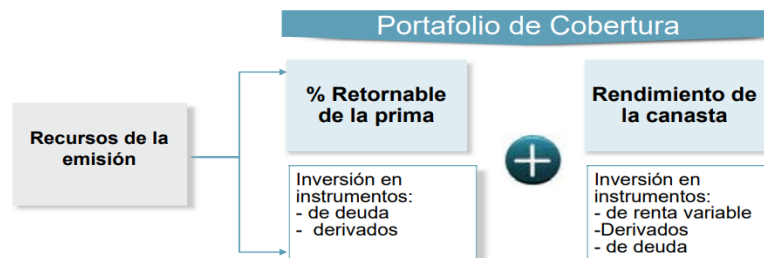 Portafolio de Cobertura
Recursos de la
emisión
% Retornable
de la prima
Inversión en
instrumentos:
- de deuda
- derivados
Rendimiento de
la canasta
Inversión en
instrumentos:
- de renta variable
-Derivados
- de deuda